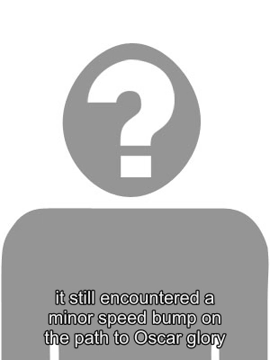 ?
it still encountered a
minor speed bump on
the path to Oscar glory